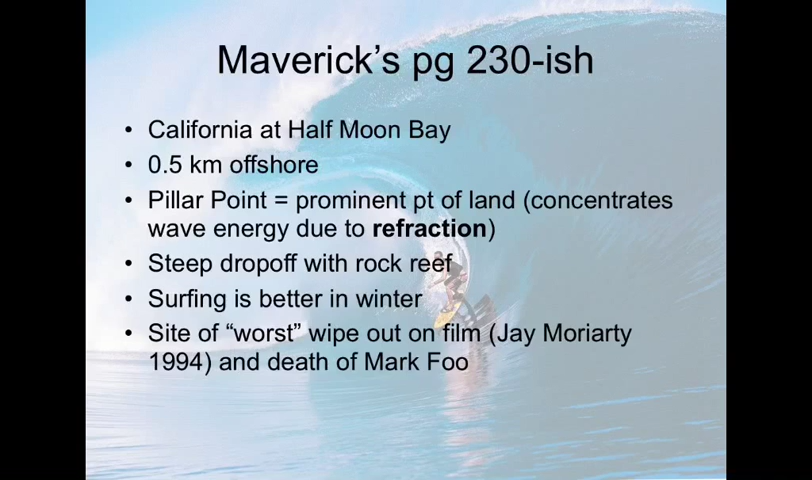 Maverick’s pg 230-ish
• California at Half Moon Bay
• 0.5 km offshore
• Pillar Point = prominent pt of land (concentrates
wave energy due to refraction)
• Steep dropoff with rock reef
• Surfing is better in winter
• Site of “worst” wipe out on film (Jay Moriarty
1994) and death of Mark Foo